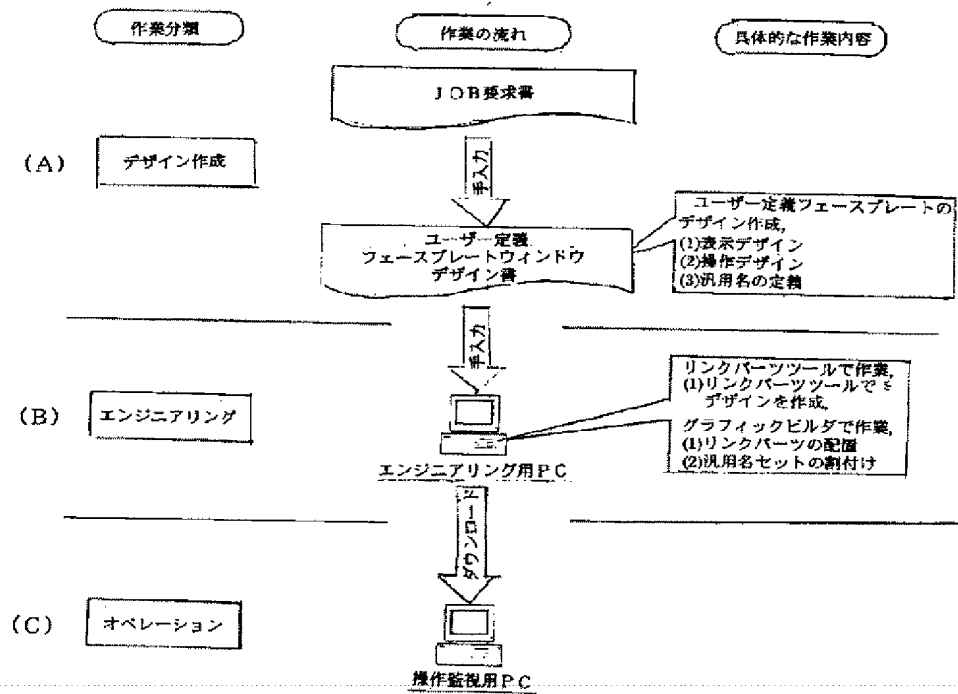 作業分類
作業の流れ
具体的な作業内容
JOB要求書
(A)
デザイン作成
手入力
ユーザー定義
フェースプレートウィンドウ
デザイン書
ユーザー定義フェースプレートの
デザイン作成,
(1)表示デザイン
(2)操作デザイン
(3)汎用名の定義
手入力
(B)
エンジニアリング
エンジニアリング用PC
リンクパーツツールで作業,
(1)リンクパーツツールで
デザインを作成,
グラフィックビルダで作業,
(1)リンクパーツの配置
(2)汎用名セットの割付け
ダウンロード
(C)
オペレーション
操作監視用PC